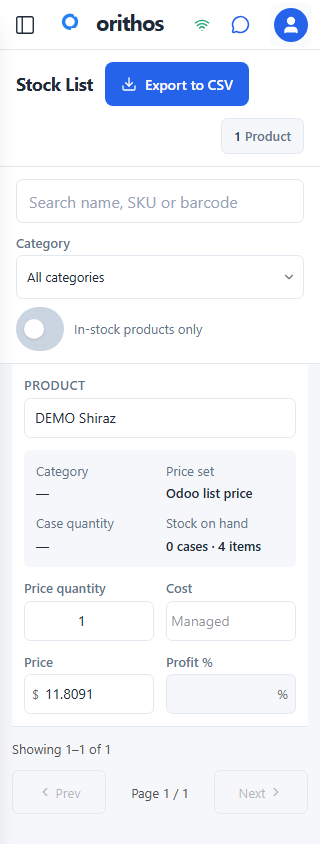 orithos
Stock List
Export to CSV
1 Product
Search name, SKU or barcode
Category
All categories
In-stock products only
PRODUCT
DEMO Shiraz
Category
Price set
—
Odoo list price
Case quantity
Stock on hand
—
0 cases · 4 items
Price quantity
Cost
1
Managed
Price
Profit %
$ 11.8091
%
Showing 1–1 of 1
Prev
Page 1 / 1
Next